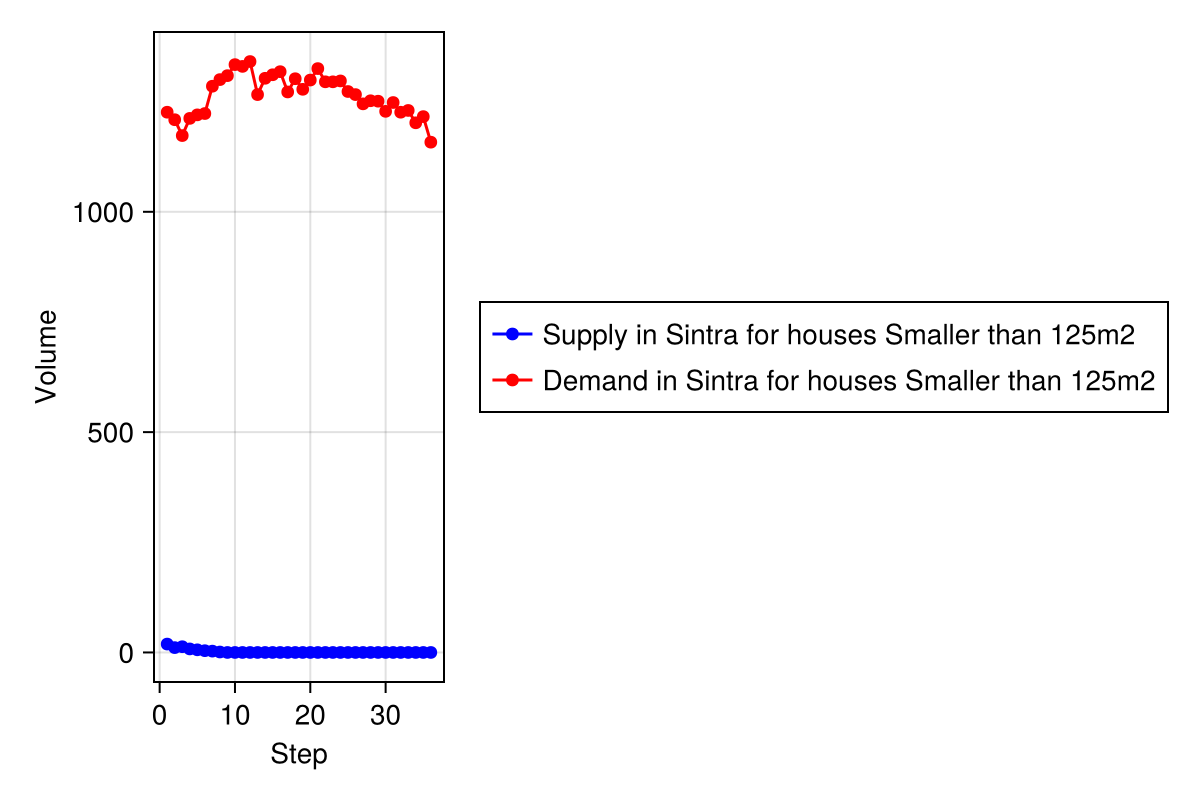 1000
500
0
Volume
0 10 20 30
Step
Supply in Sintra for houses Smaller than 125m2
Demand in Sintra for houses Smaller than 125m2